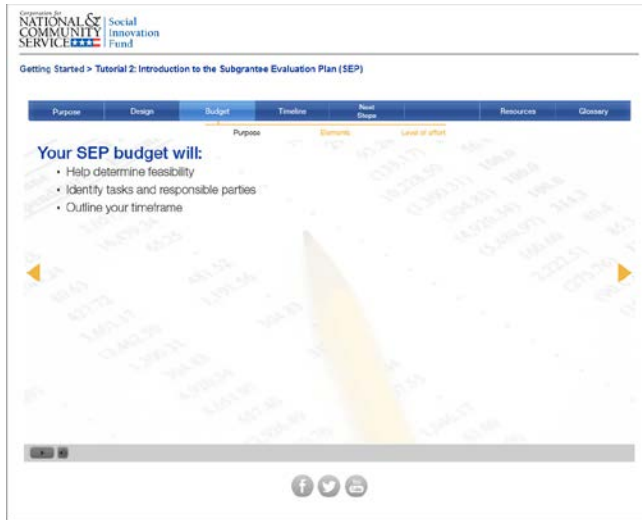 Corporation for
NATIONAL &
COMMUNITY
SERVICE
Social
Innovation
Fund
Getting Started > Tutorial 2: Introduction to the Subgrantee Evaluation Plan (SEP)
Purpose Design Budget Timeline Next Steps Resources Glossary
Purpose Elements Level of effort
Your SEP budget will:
• Help determine feasibility
• Identify tasks and responsible parties
• Outline your timeframe